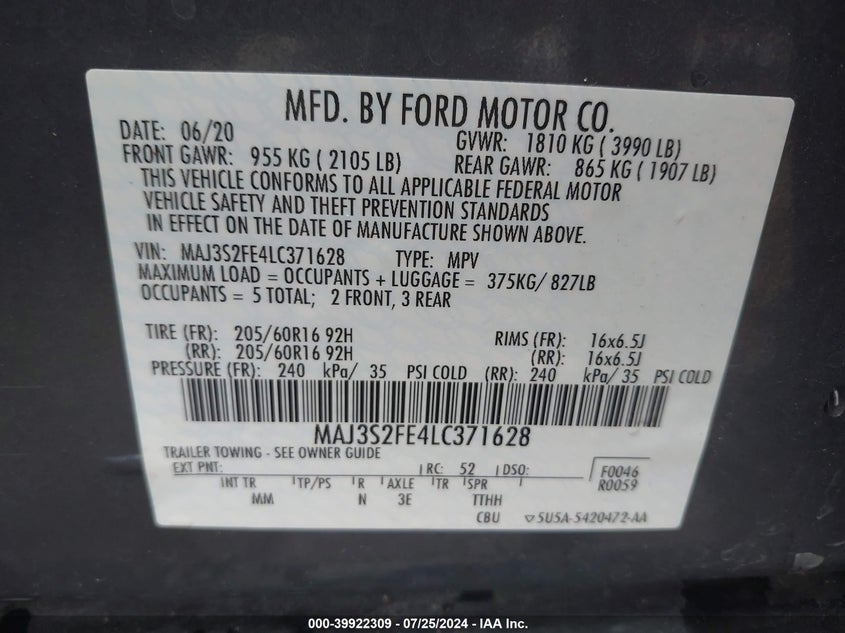 MFD. BY FORD MOTOR CO.
DATE: 06/20 GVWR: 1810 KG ( 3990 LB)
FRONT GAWR: 955 KG ( 2105 LB) REAR GAWR: 865 KG ( 1907 LB)
THIS VEHICLE CONFORMS TO ALL APPLICABLE FEDERAL MOTOR
VEHICLE SAFETY AND THEFT PREVENTION STANDARDS
IN EFFECT ON THE DATE OF MANUFACTURE SHOWN ABOVE.
VIN: MAJ3S2FE4LC371628 TYPE: MPV
MAXIMUM LOAD = OCCUPANTS + LUGGAGE = 375KG/ 827LB
OCCUPANTS = 5 TOTAL; 2 FRONT, 3 REAR
TIRE (FR): 205/60R16 92H RIMS (FR): 16x6.5J
(RR): 205/60R16 92H (RR): 16x6.5J
PRESSURE (FR): 240 kPa/ 35 PSI COLD (RR): 240 kPa/ 35 PSI COLD
MAJ3S2FE4LC371628
TRAILER TOWING - SEE OWNER GUIDE
EXT PNT: RC: 52 DSO: F0046
INT TR TP/PS R AXLE TR SPR R0059
MM N 3E TTHH
CBU 5U5A-5420472-AA
000-39922309 - 07/25/2024 - IAA Inc.